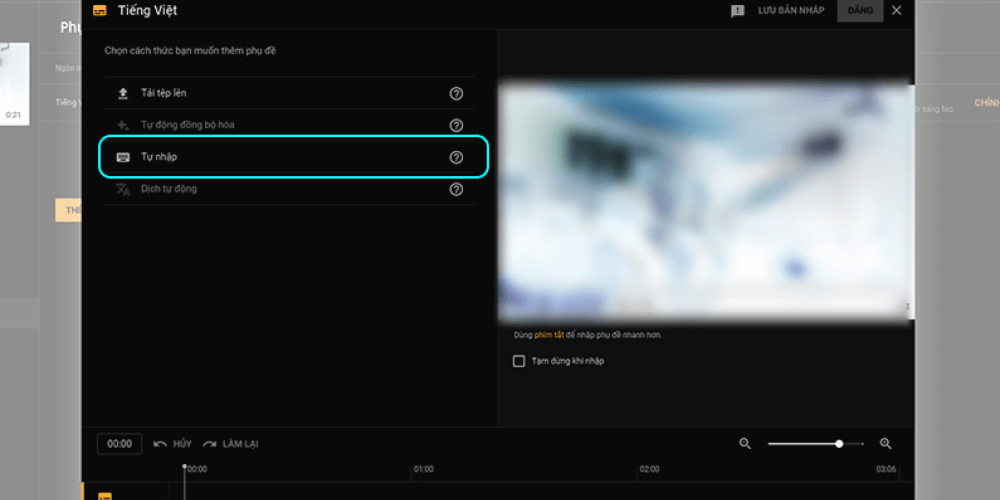 Tiếng Việt
LƯU BẢN NHÁP
ĐĂNG
Phụ
Chọn cách thức bạn muốn thêm phụ đề
Ngôn n
Tải tệp lên
Tiếng V
0:21
Tự động đồng bộ hóa
Tự nhập
Dịch tự động
ời sáng tạo
CHỈNH
THÊ
Dùng phím tắt để nhập phụ đề nhanh hơn.
Tạm dừng khi nhập
00:00
HỦY
LÀM LẠI
00:00
01:00
02:00
03:06